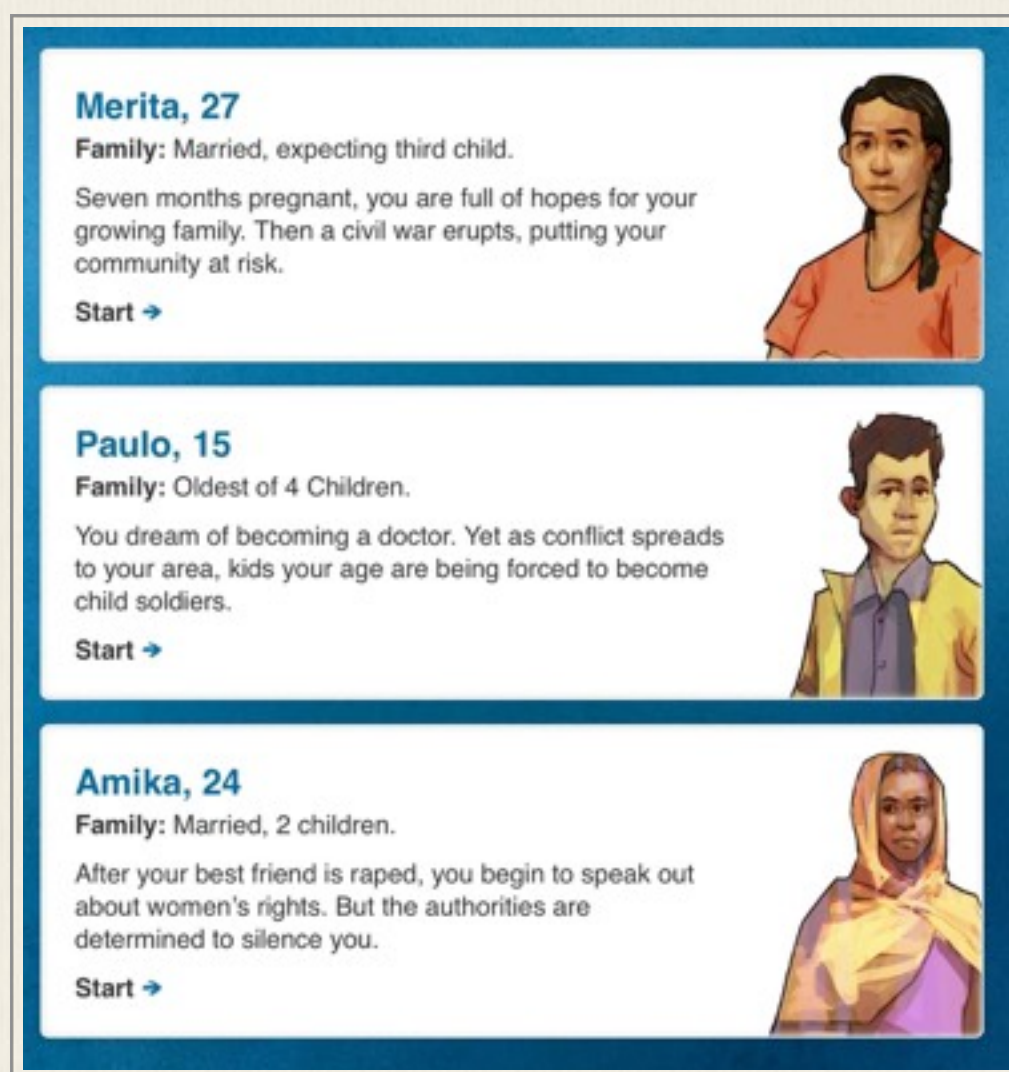 Merita, 27
Family: Married, expecting third child.
Seven months pregnant, you are full of hopes for your
growing family. Then a civil war erupts, putting your
community at risk.
Start →
Paulo, 15
Family: Oldest of 4 Children.
You dream of becoming a doctor. Yet as conflict spreads
to your area, kids your age are being forced to become
child soldiers.
Start →
Amika, 24
Family: Married, 2 children.
After your best friend is raped, you begin to speak out
about women's rights. But the authorities are
determined to silence you.
Start →